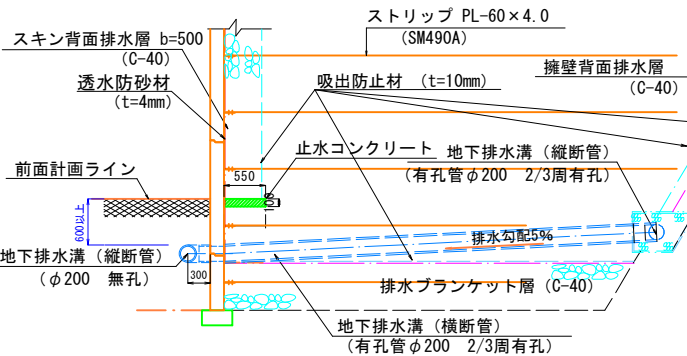 ストリップ PL-60×4.0
(SM490A)
スキン背面排水層 b=500
(C-40)
擁壁背面排水層
(C-40)
吸出防止材 (t=10mm)
透水防砂材
(t=4mm)
止水コンクリート
地下排水溝 (縦断管)
(有孔管φ200 2/3周有孔)
前面計画ライン
550
100
600以上
排水勾配5%
地下排水溝 (縦断管)
(φ200 無孔)
300
排水ブランケット層 (C-40)
地下排水溝 (横断管)
(有孔管φ200 2/3周有孔)